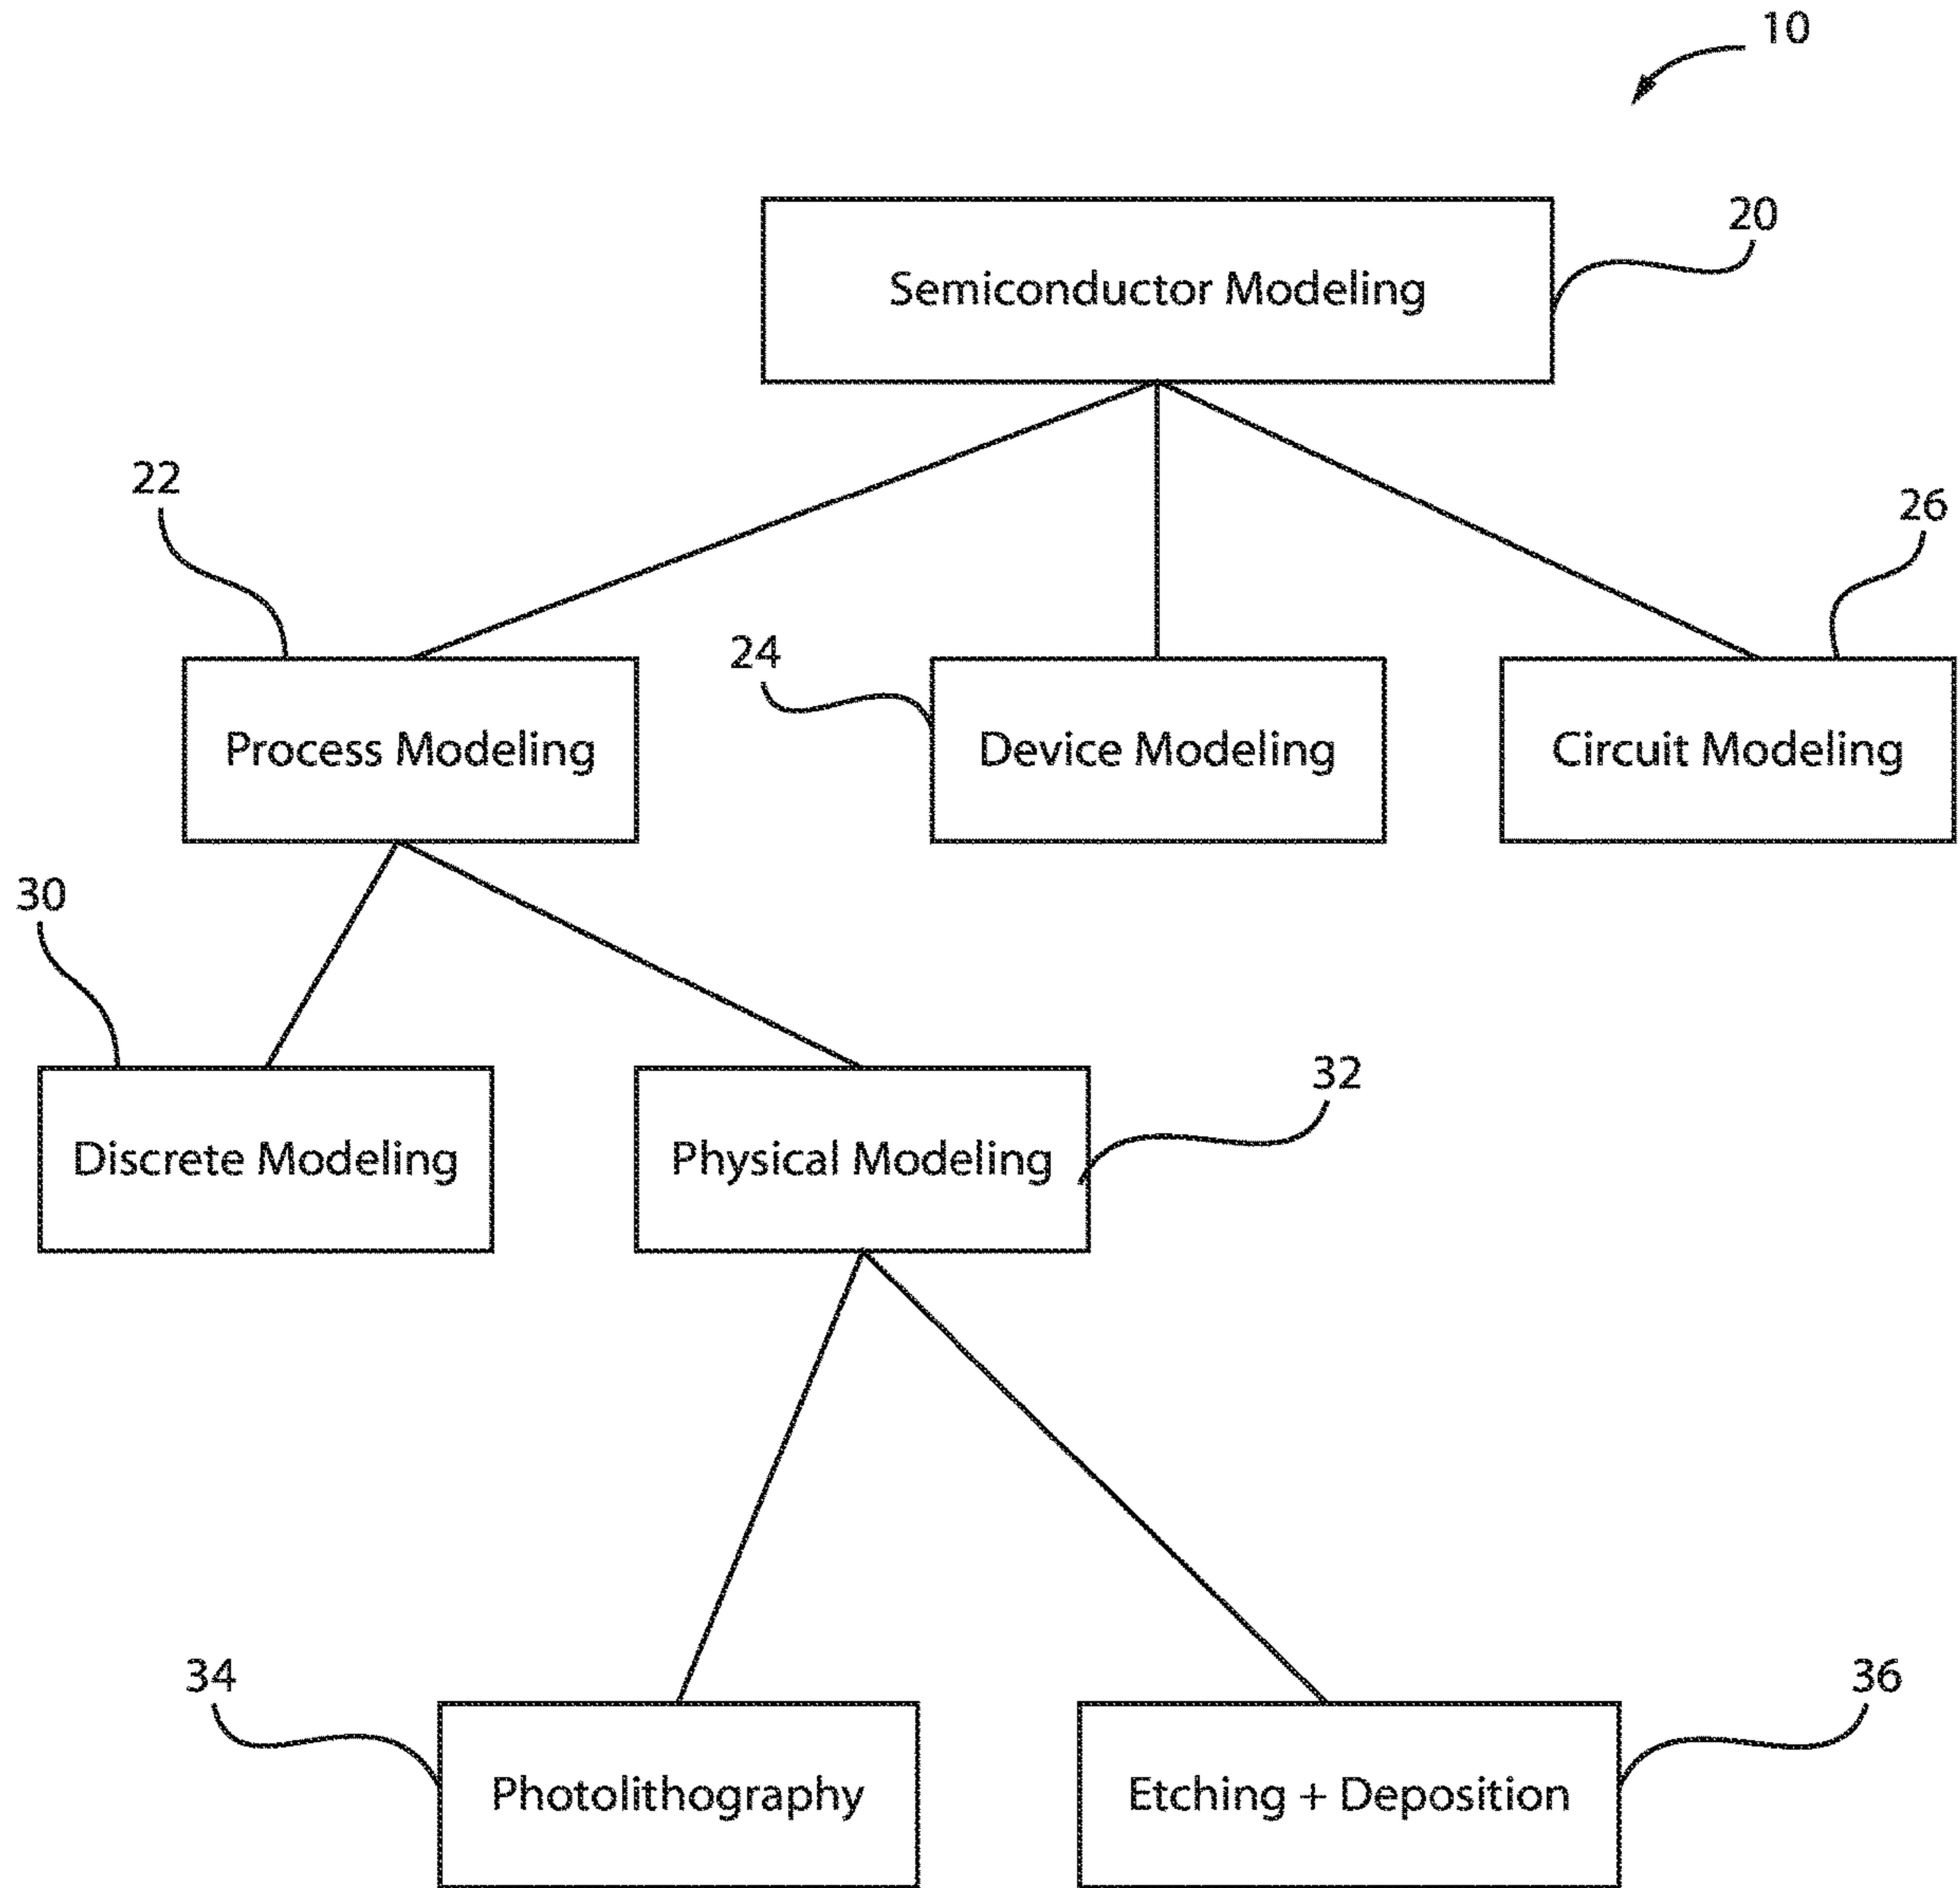 10
20
Semiconductor Modeling
22
26
24
Process Modeling
Device Modeling
Circuit Modeling
30
32
Discrete Modeling
Physical Modeling
34
36
Photolithography
Etching + Deposition